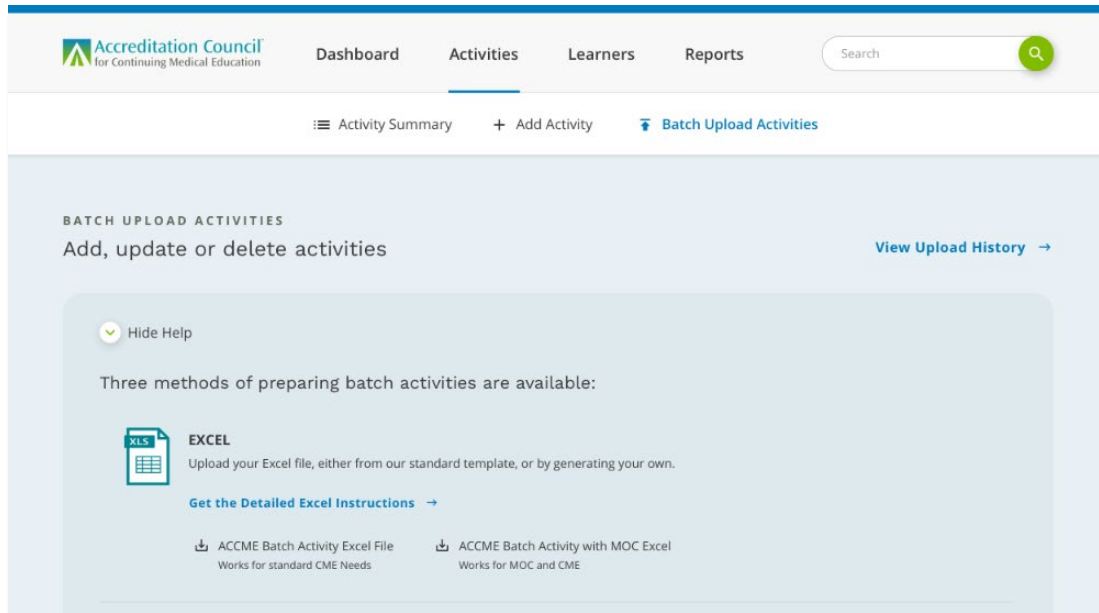 Accreditation Council
for Continuing Medical Education
Dashboard
Activities
Learners
Reports
Search
Activity Summary
+ Add Activity
Batch Upload Activities
BATCH UPLOAD ACTIVITIES
Add, update or delete activities
View Upload History →
Hide Help
Three methods of preparing batch activities are available:
XLS
EXCEL
Upload your Excel file, either from our standard template, or by generating your own.
Get the Detailed Excel Instructions →
ACCME Batch Activity Excel File
Works for standard CME Needs
ACCME Batch Activity with MOC Excel
Works for MOC and CME